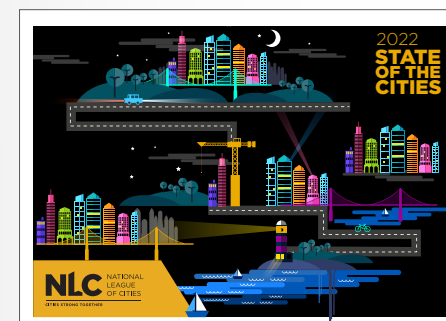 2022
STATE
OF THE
CITIES
NLC NATIONAL
LEAGUE
OF CITIES
CITIES STRONG TOGETHER